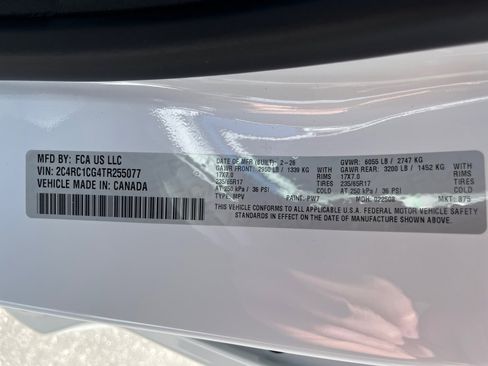 MFD BY: FCA US LLC
VIN: 2C4RC1CG4TR255077
VEHICLE MADE IN: CANADA
DATE OF MFR (BUILT): 2-26 GVWR: 6055 LB / 2747 KG
GAWR FRONT: 2950 LB / 1339 KG WITH GAWR REAR: 3200 LB / 1452 KG WITH
17X7.0 RIMS 17X7.0 RIMS
235/65R17 TIRES 235/65R17 TIRES
AT 250 kPa / 36 PSI COLD AT 250 kPa / 36 PSI COLD
TYPE: MPV PAINT: PW7 MDH: 022508 MKT: 875
THIS VEHICLE CONFORMS TO ALL APPLICABLE U.S.A. FEDERAL MOTOR VEHICLE SAFETY
STANDARDS IN EFFECT ON THE DATE OF MANUFACTURE SHOWN ABOVE.